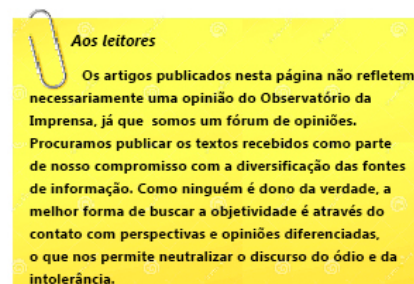 Aos leitores
Os artigos publicados nesta página não refletem
necessariamente uma opinião do Observatório da
Imprensa, já que somos um fórum de opiniões.
Procuramos publicar os textos recebidos como parte
de nosso compromisso com a diversificação das fontes
de informação. Como ninguém é dono da verdade, a
melhor forma de buscar a objetividade é através do
contato com perspectivas e opiniões diferenciadas,
o que nos permite neutralizar o discurso do ódio e da
intolerância.